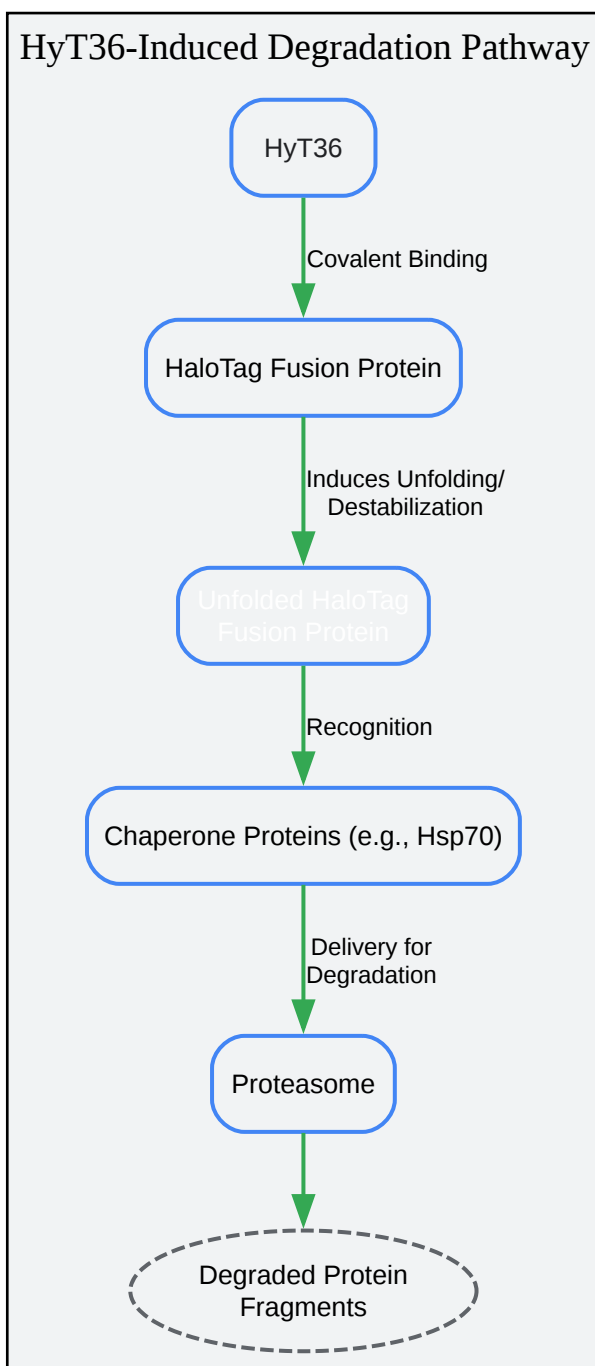 HyT36-Induced Degradation Pathway
HyT36
Covalent Binding
HaloTag Fusion Protein
Induces Unfolding/
Destabilization
Unfolded HaloTag
Fusion Protein
Recognition
Chaperone Proteins (e.g., Hsp70)
Delivery for
Degradation
Proteasome
Degraded Protein
Fragments